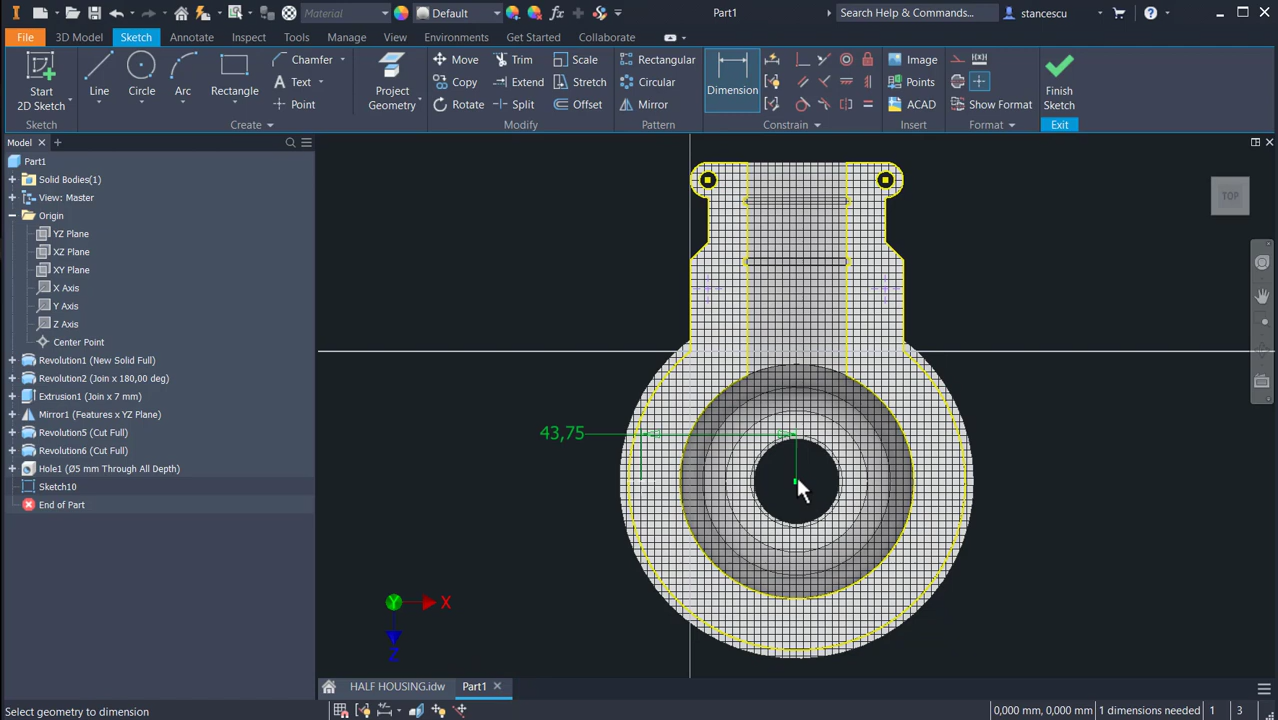 Material
Default
fx
Part1
Search Help & Commands...
stancescu
File 3D Model Sketch Annotate Inspect Tools Manage View Environments Get Started Collaborate
Start 2D Sketch
Line
Circle
Arc
Rectangle
Chamfer
Text
Point
Project Geometry
Move
Copy
Rotate
Trim
Extend
Split
Scale
Stretch
Offset
Rectangular
Circular
Mirror
Dimension
Image
Points
ACAD
Show Format
Finish Sketch
Sketch Create Modify Pattern Constrain Insert Format Exit
Model
Part1
Solid Bodies(1)
View: Master
Origin
YZ Plane
XZ Plane
XY Plane
X Axis
Y Axis
Z Axis
Center Point
Revolution1 (New Solid Full)
Revolution2 (Join x 180,00 deg)
Extrusion1 (Join x 7 mm)
Mirror1 (Features x YZ Plane)
Revolution5 (Cut Full)
Revolution6 (Cut Full)
Hole1 (Ø5 mm Through All Depth)
Sketch10
End of Part
TOP
43,75
Y
X
Z
HALF HOUSING.idw
Part1
Select geometry to dimension
0,000 mm, 0,000 mm
1 dimensions needed
1
3